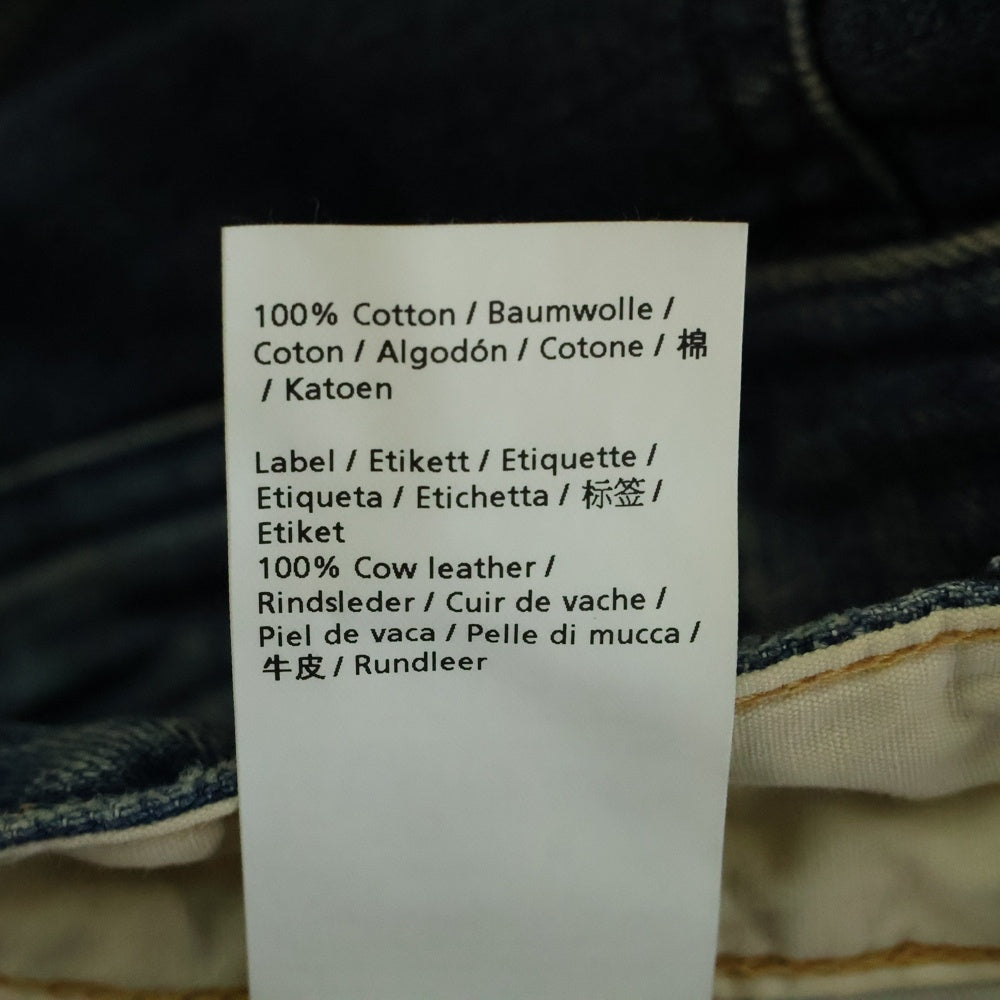 100% Cotton / Baumwolle /
Coton / Algodón / Cotone / 棉
/ Katoen
Label / Etikett / Etiquette /
Etiqueta / Etichetta / 标签 /
Etiket
100% Cow leather /
Rindsleder / Cuir de vache /
Piel de vaca / Pelle di mucca /
牛皮 / Rundleer